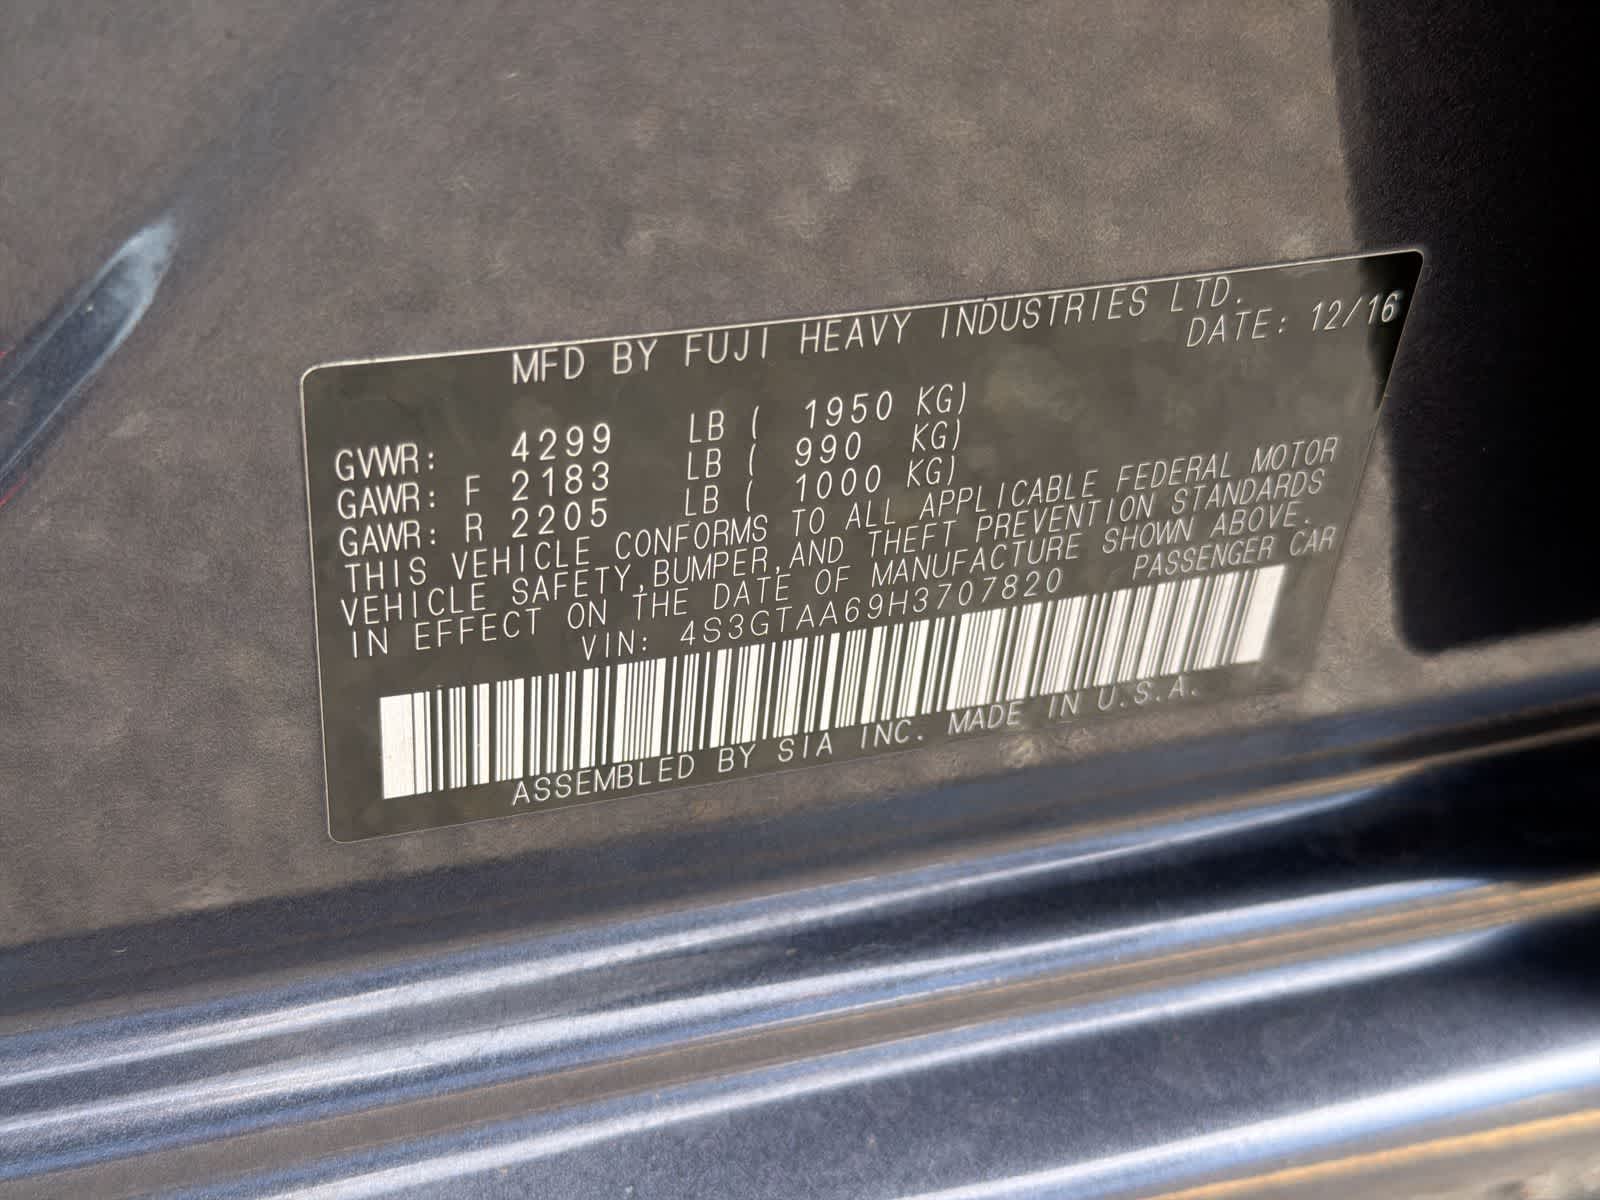 MFD BY FUJI HEAVY INDUSTRIES LTD.
DATE: 12/16
GVWR: 4299 LB ( 1950 KG)
GAWR: F 2183 LB ( 990 KG)
GAWR: R 2205 LB ( 1000 KG)
THIS VEHICLE CONFORMS TO ALL APPLICABLE FEDERAL MOTOR
VEHICLE SAFETY,BUMPER,AND THEFT PREVENTION STANDARDS
IN EFFECT ON THE DATE OF MANUFACTURE SHOWN ABOVE.
VIN: 4S3GTAA69H3707820 PASSENGER CAR
ASSEMBLED BY SIA INC. MADE IN U.S.A.